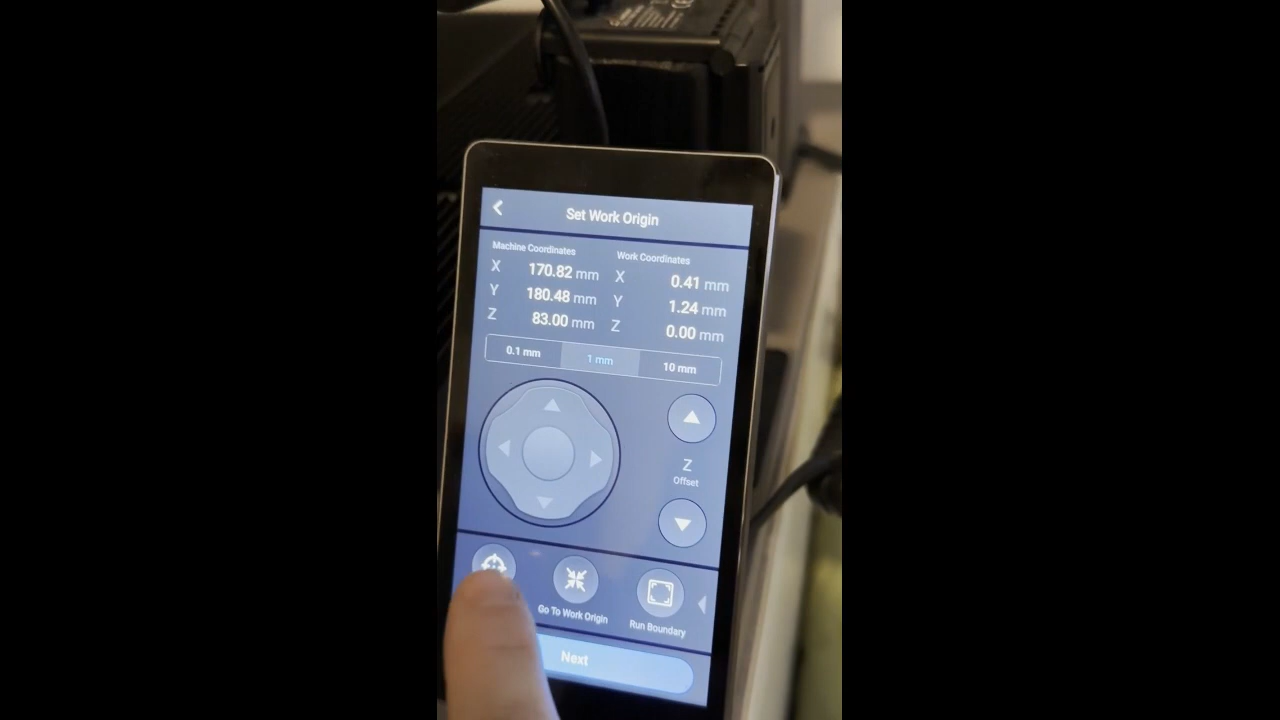 Set Work Origin
Machine Coordinates
X 170.82 mm
Y 180.48 mm
Z 83.00 mm
Work Coordinates
X 0.41 mm
Y 1.24 mm
Z 0.00 mm
0.1 mm 1 mm 10 mm
Z
Offset
Go To Work Origin
Run Boundary
Next